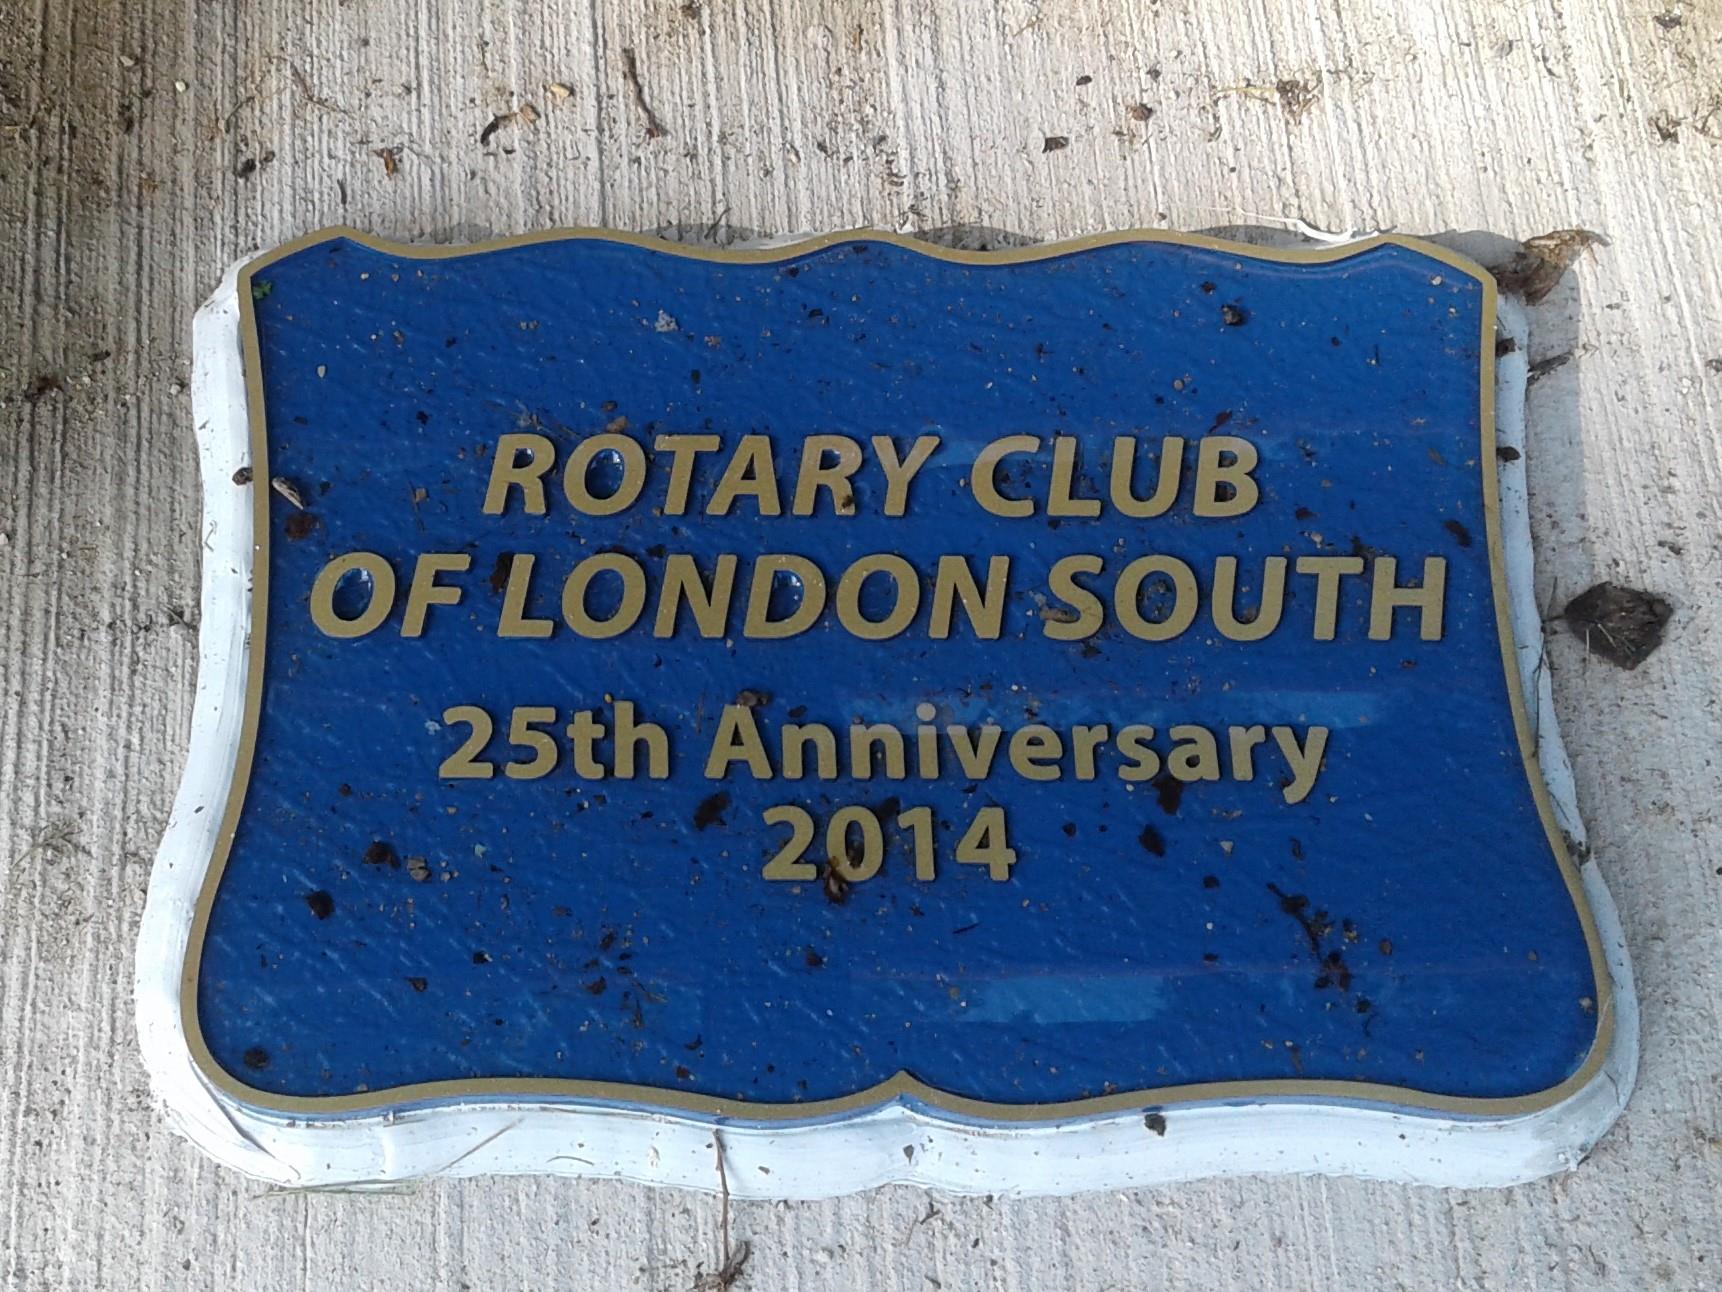 ROTARY CLUB
OF LONDON SOUTH
25th Anniversary
2014